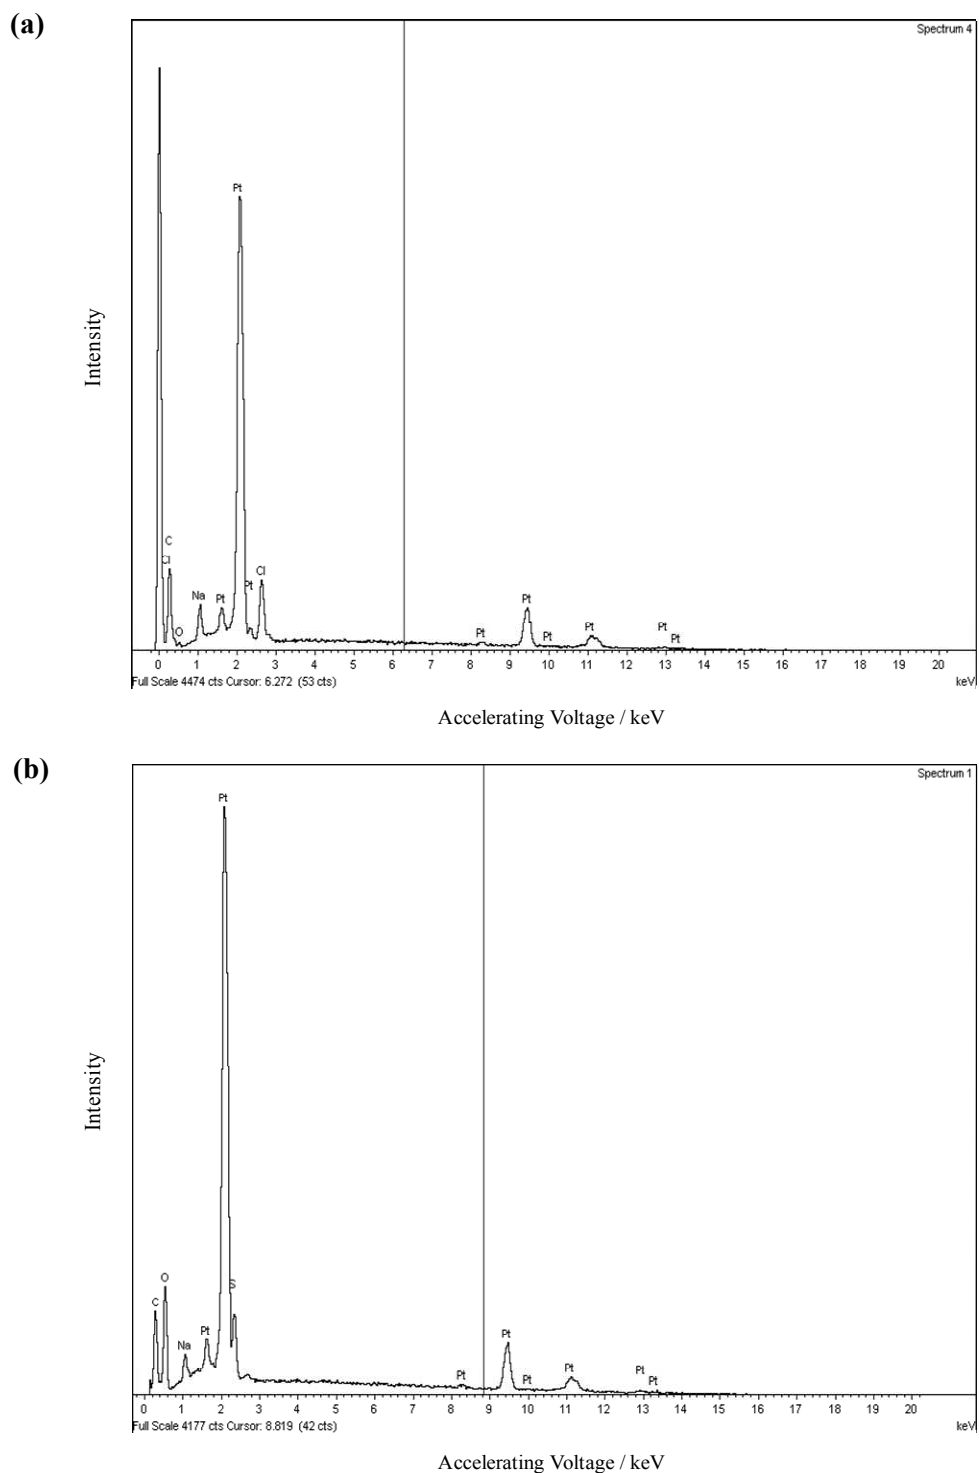 (a)
Spectrum 4
Pt
Intensity
C
Cl
O
Na
Pt
Pt
Cl
Pt
Pt
Pt
Pt
Pt
Pt
0 1 2 3 4 5 6 7 8 9 10 11 12 13 14 15 16 17 18 19 20
Full Scale 4474 cts Cursor: 6.272 (53 cts)
keV
Accelerating Voltage / keV
(b)
Spectrum 1
Pt
Intensity
C
O
Na
Pt
S
Pt
Pt
Pt
Pt
Pt
Pt
0 1 2 3 4 5 6 7 8 9 10 11 12 13 14 15 16 17 18 19 20
Full Scale 4177 cts Cursor: 8.819 (42 cts)
keV
Accelerating Voltage / keV